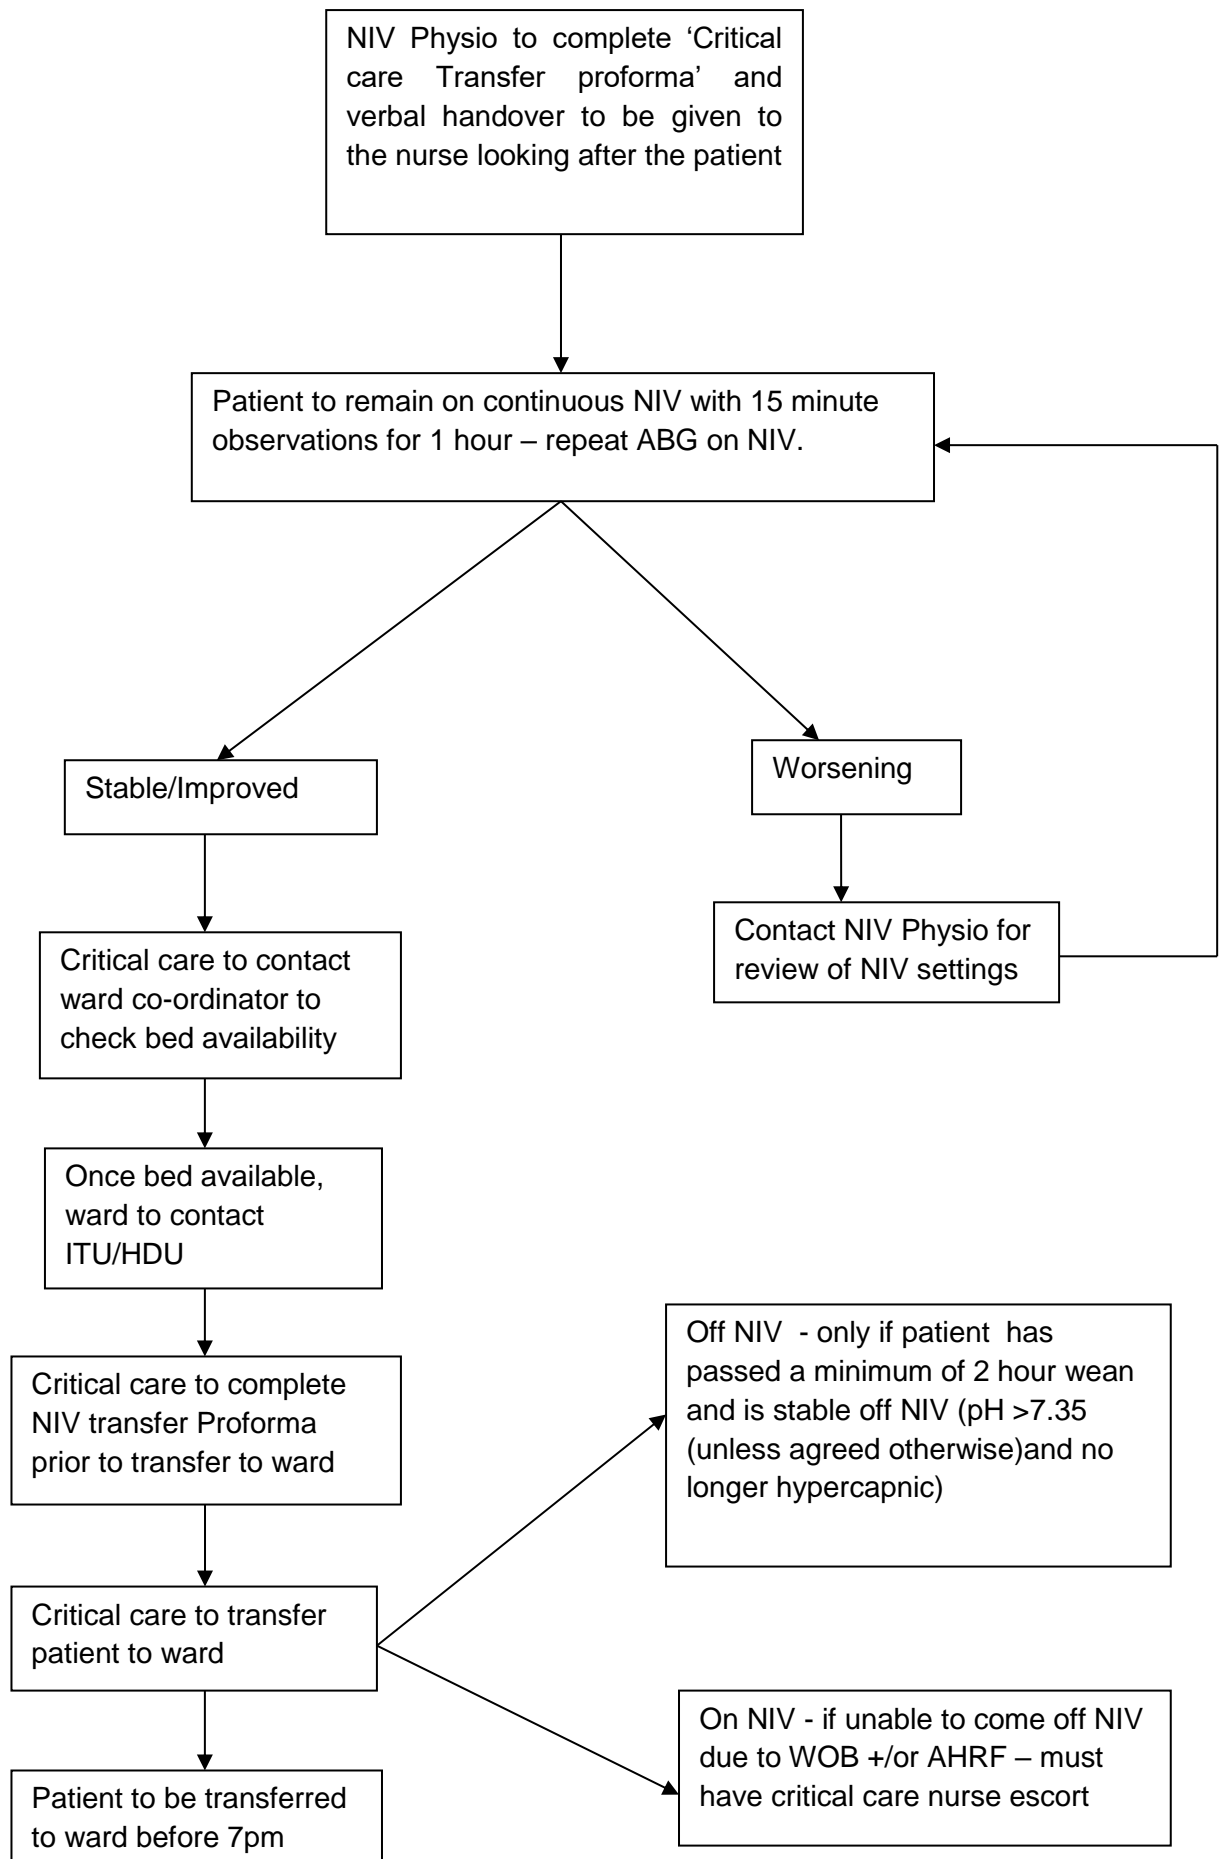 NIV Physio to complete ‘Critical
care Transfer proforma’ and
verbal handover to be given to
the nurse looking after the patient
Patient to remain on continuous NIV with 15 minute
observations for 1 hour – repeat ABG on NIV.
Stable/Improved
Worsening
Contact NIV Physio for
review of NIV settings
Critical care to contact
ward co-ordinator to
check bed availability
Once bed available,
ward to contact
ITU/HDU
Critical care to complete
NIV transfer Proforma
prior to transfer to ward
Critical care to transfer
patient to ward
Off NIV - only if patient has
passed a minimum of 2 hour wean
and is stable off NIV (pH >7.35
(unless agreed otherwise)and no
longer hypercapnic)
On NIV - if unable to come off NIV
due to WOB +/or AHRF – must
have critical care nurse escort
Patient to be transferred
to ward before 7pm